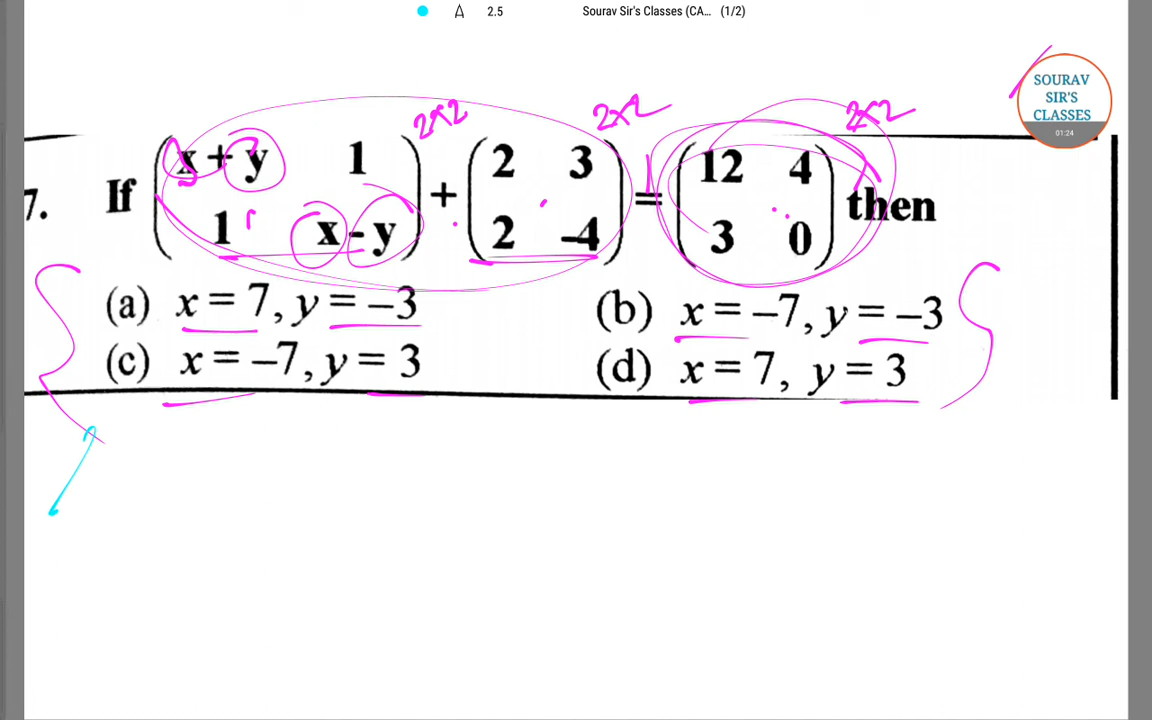 2.5 Sourav Sir's Classes (CA... (1/2)
SOURAV
SIR'S
CLASSES
01:24
2×2 2×2 2×2
7. If (x+y 1) + (2 3) = (12 4) then
(1 x-y) (2 -4) (3 0)
(a) x = 7, y = -3 (b) x = -7, y = -3
(c) x = -7, y = 3 (d) x = 7, y = 3